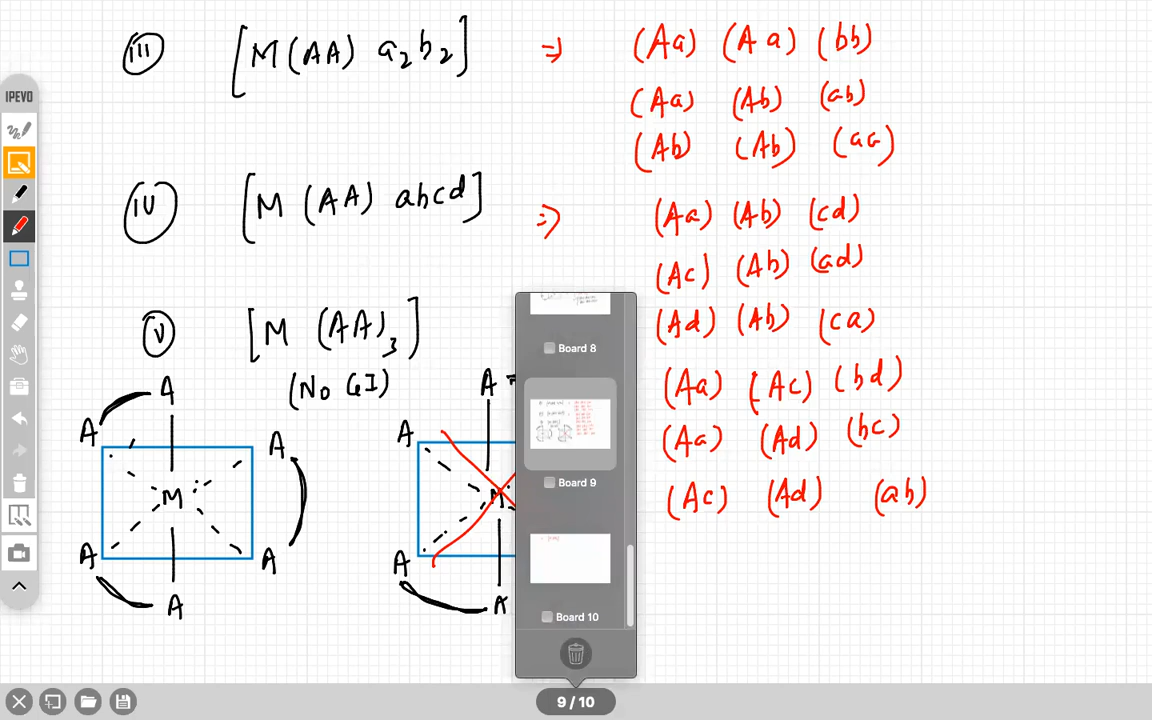 (iii) [M (AA) a₂b₂] ⇒ (Aa) (Aa) (bb)
(Aa) (Ab) (ab)
(Ab) (Ab) (aa)
(iv) [M (AA) abcd] ⇒ (Aa) (Ab) (cd)
(Ac) (Ab) (ad)
(Ad) (Ab) (ca)
(Aa) (Ac) (bd)
(Aa) (Ad) (bc)
(Ac) (Ad) (ab)
(v) [M (AA)₃]
(No GI)
A
A
A
M
A
A
A
A
A
M
A
A
IPEVO
Board 8
Board 9
Board 10
9 / 10